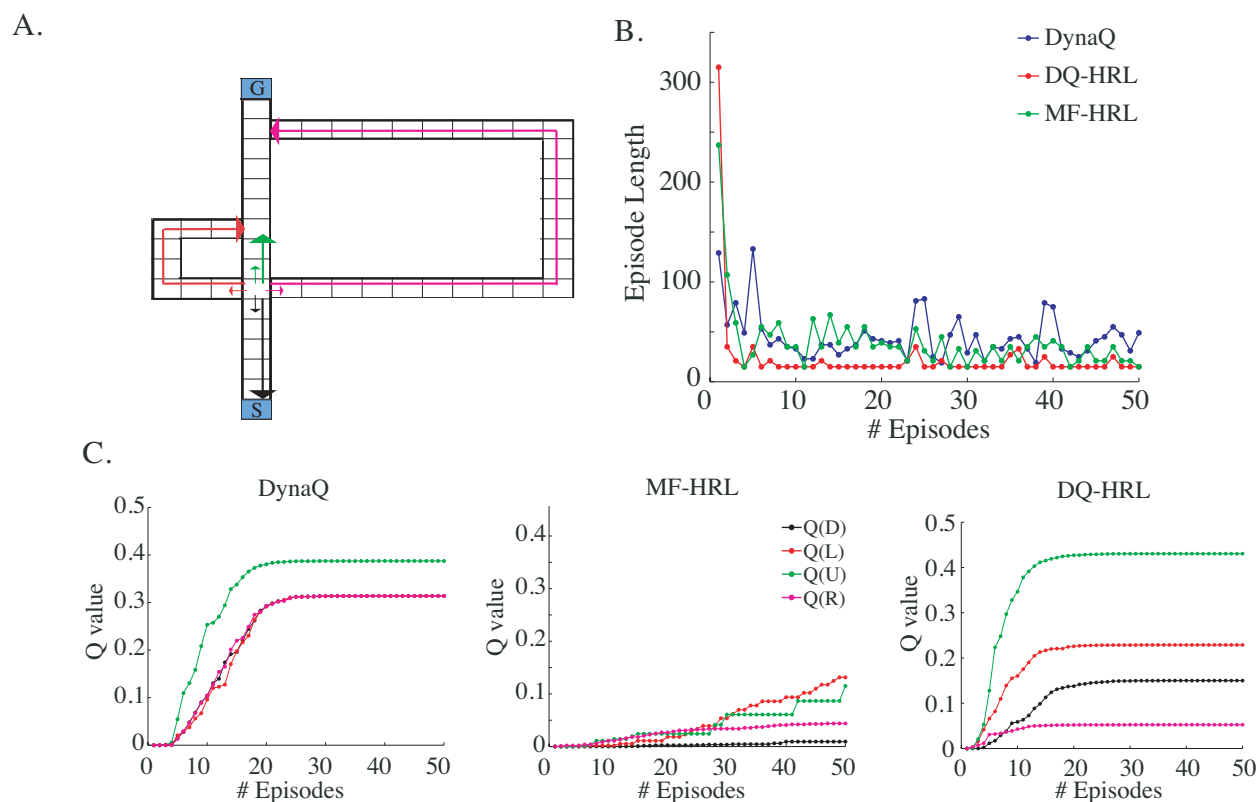 A.
G
S
B.
DynaQ
DQ-HRL
MF-HRL
Episode Length
300
200
100
0
0 10 20 30 40 50
# Episodes
C.
DynaQ
Q value
0.5
0.4
0.3
0.2
0.1
0
0 10 20 30 40 50
# Episodes
MF-HRL
Q(D)
Q(L)
Q(U)
Q(R)
Q value
0.4
0.3
0.2
0.1
0
0 10 20 30 40 50
# Episodes
DQ-HRL
Q value
0.5
0.4
0.3
0.2
0.1
0
0 10 20 30 40 50
# Episodes